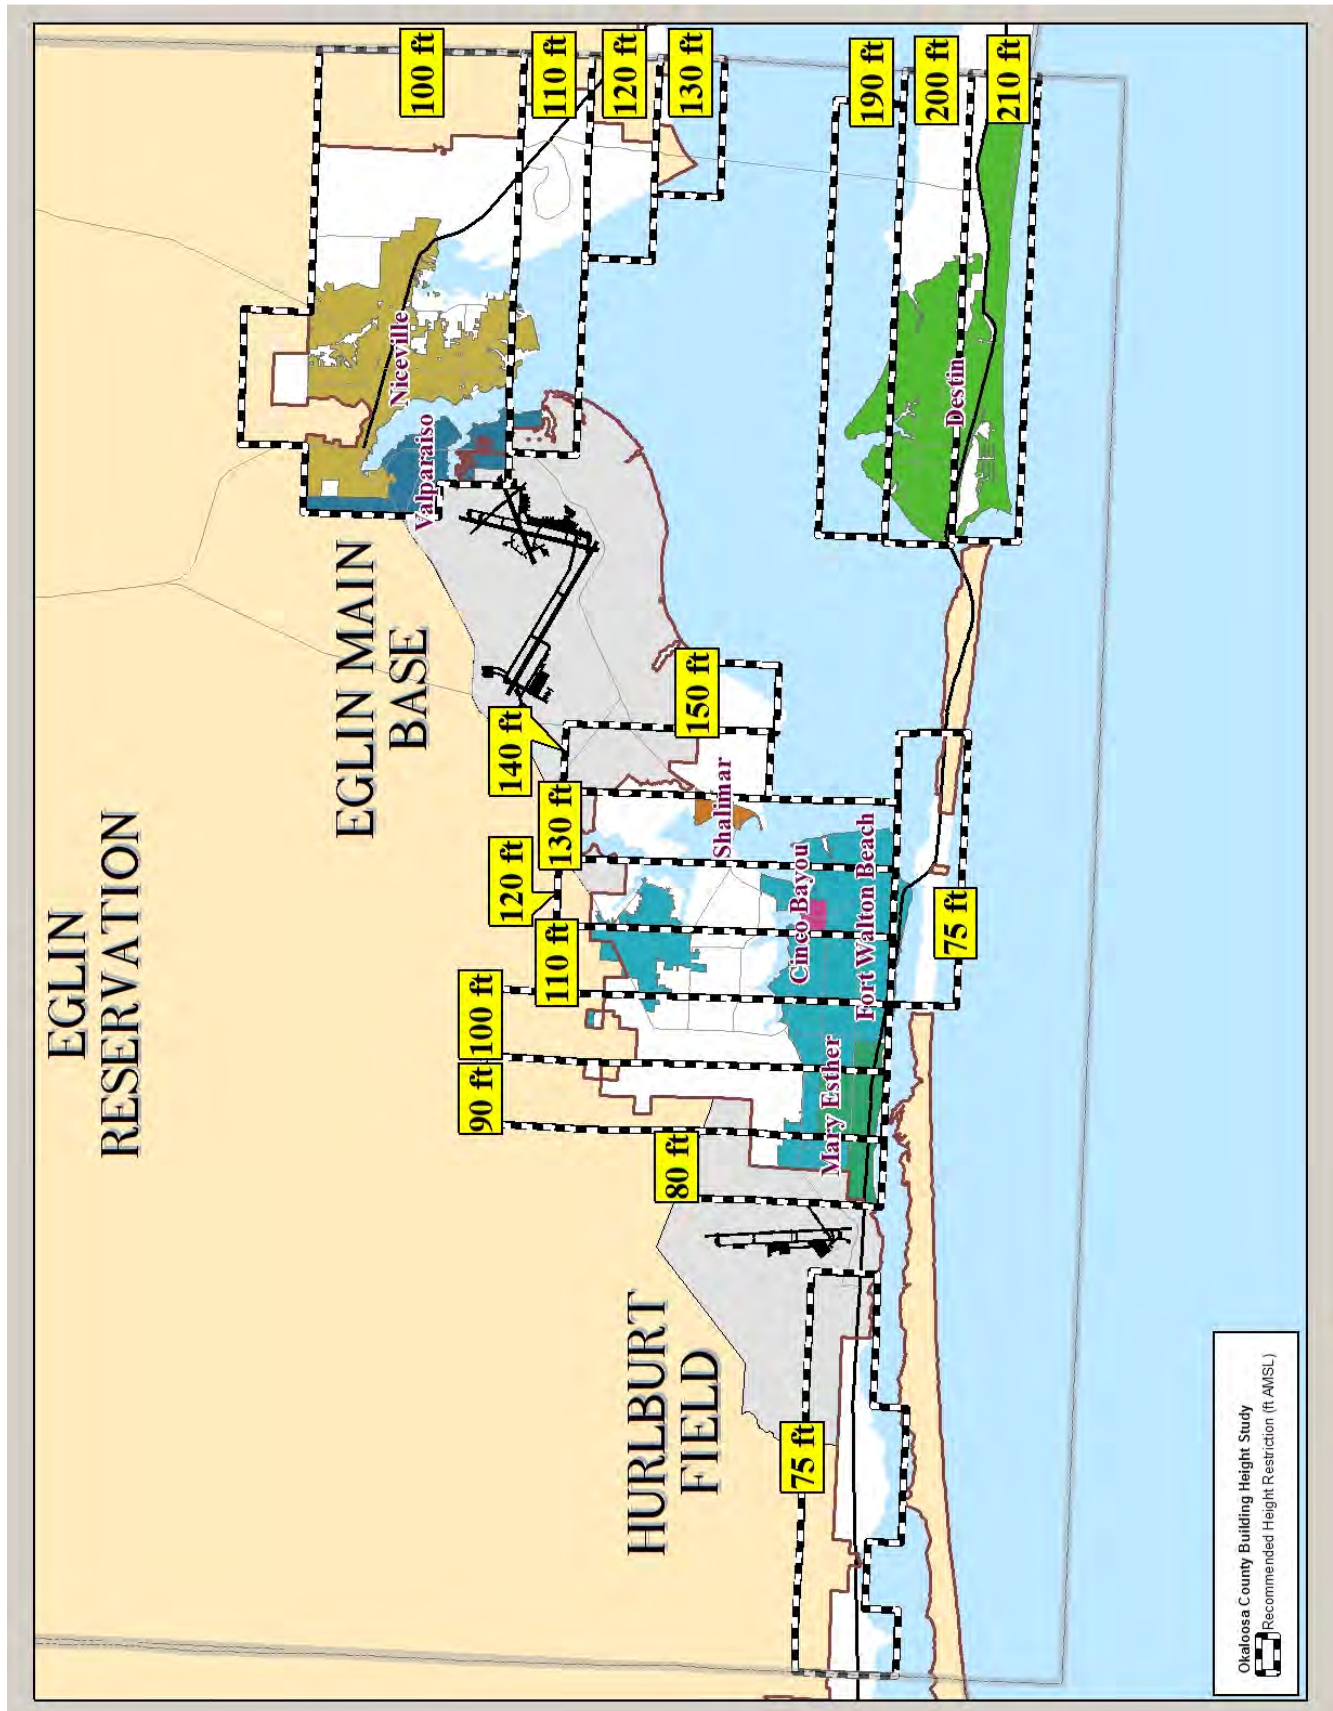 EGLIN
RESERVATION
EGLIN MAIN
BASE
HURLBURT
FIELD
Niceville
Valparaiso
Destin
Shalimar
Cinco Bayou
Fort Walton Beach
Mary Esther
100 ft
110 ft
120 ft
130 ft
190 ft
200 ft
210 ft
150 ft
140 ft
130 ft
120 ft
110 ft
100 ft
90 ft
80 ft
75 ft
75 ft
Okaloosa County Building Height Study
Recommended Height Restriction (ft AMSL)